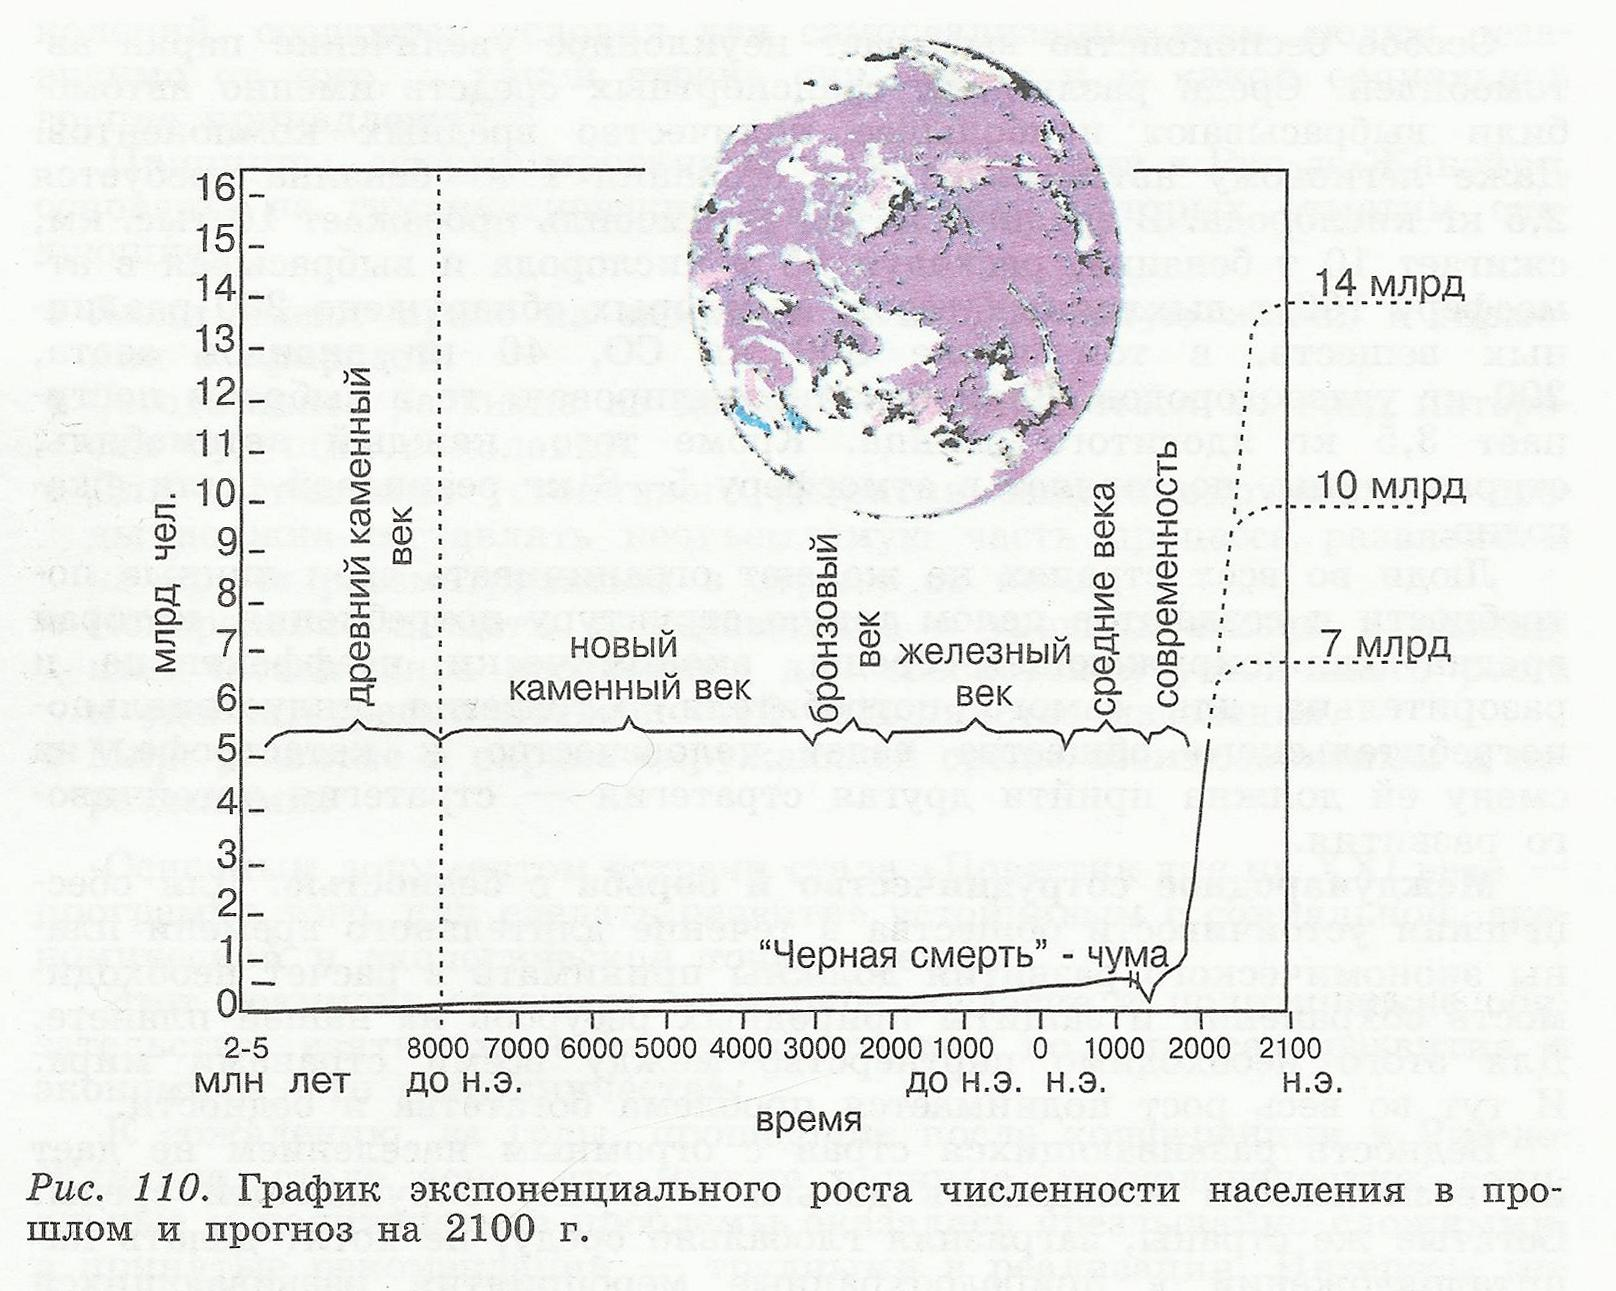 16
15
14
13
12
11
10
9
8
7
6
5
4
3
2
1
0
млрд чел.
древний каменный
век
новый
каменный век
бронзовый
век
железный
век
средние века
современность
14 млрд
10 млрд
7 млрд
“Черная смерть” - чума
2-5 8000 7000 6000 5000 4000 3000 2000 1000 0 1000 2000 2100
млн лет до н.э. до н.э. н.э. н.э.
время
Рис. 110. График экспоненциального роста численности населения в про-
шлом и прогноз на 2100 г.